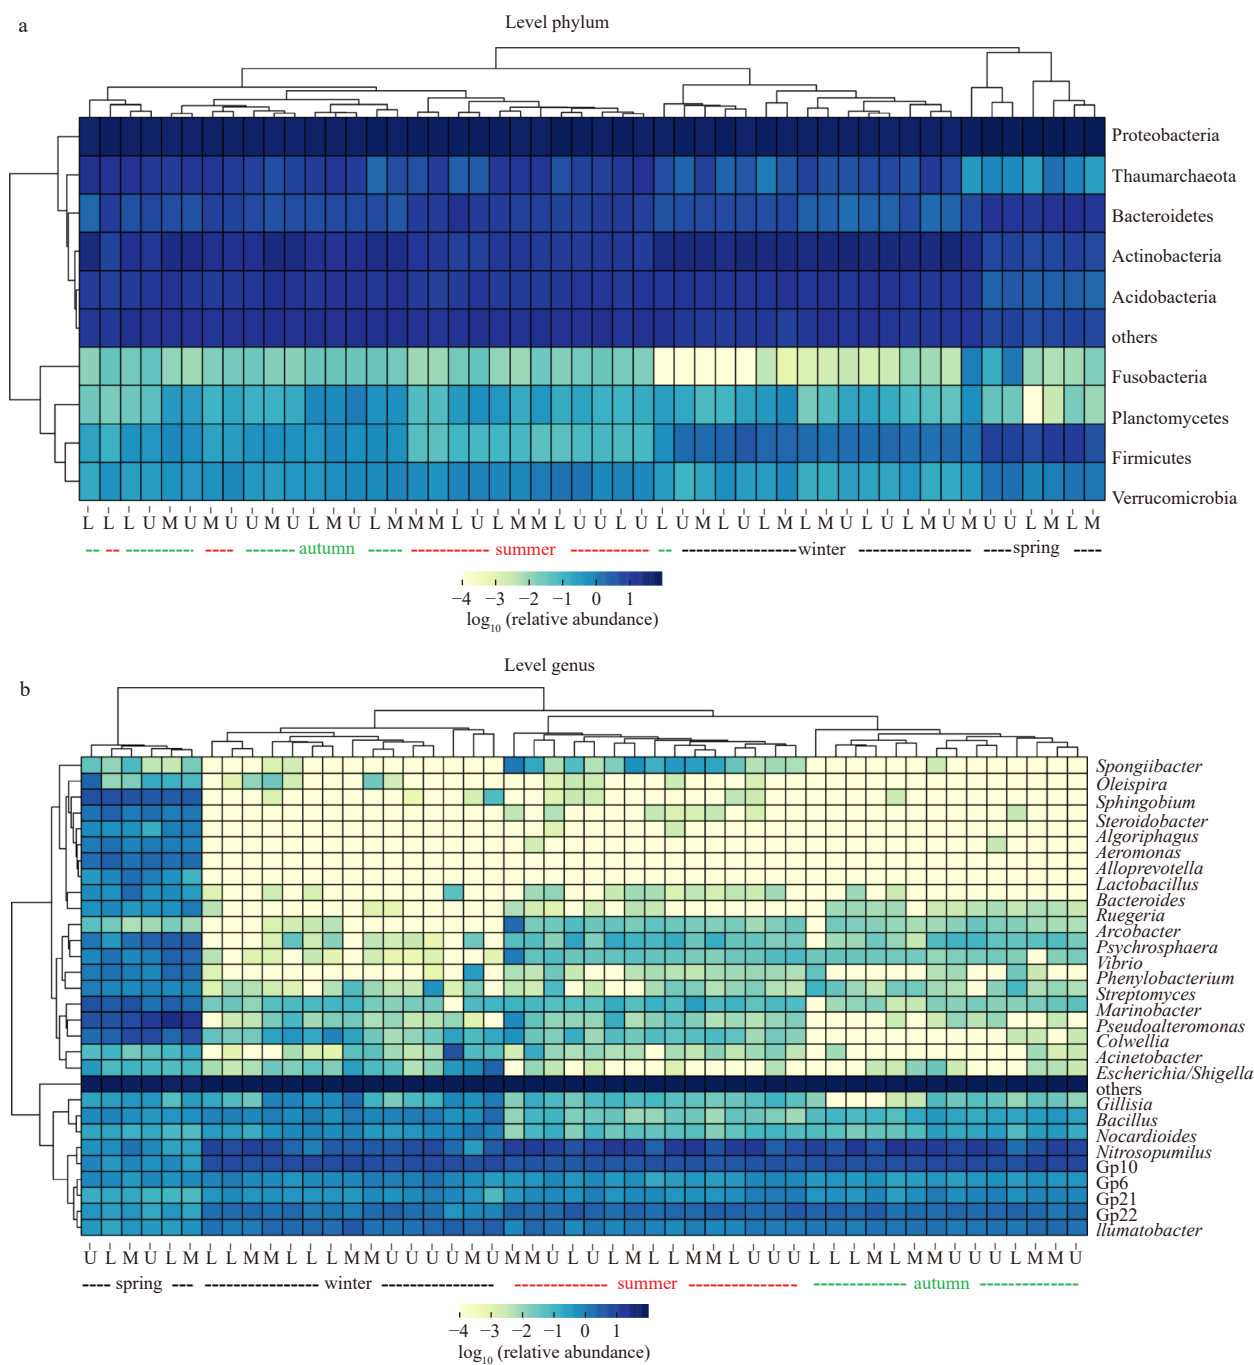 a
Level phylum
Proteobacteria
Thaumarchaeota
Bacteroidetes
Actinobacteria
Acidobacteria
others
Fusobacteria
Planctomycetes
Firmicutes
Verrucomicrobia
L L L U M U M U U M U L M U L M M M L U M M L U U L U L U M L U L M L M U L U L M U M U U L M L M
autumn summer winter spring
−4 −3 −2 −1 0 1
log10 (relative abundance)
b
Level genus
Spongiibacter
Oleispira
Sphingobium
Steroidobacter
Algoriphagus
Aeromonas
Alloprevotella
Lactobacillus
Bacteroides
Ruegeria
Arcobacter
Psychrosphaera
Vibrio
Phenylobacterium
Streptomyces
Marinobacter
Pseudoalteromonas
Colwellia
Acinetobacter
Escherichia/Shigella
others
Gillisia
Bacillus
Nocardioides
Nitrosopumilus
Gp10
Gp6
Gp21
Gp22
Ilumatobacter
U L M U L M L L M L U L L M M U U U U M U M M U L U M L L M M L U U U L L L M L M M U U U L M M U
spring winter summer autumn
−4 −3 −2 −1 0 1
log10 (relative abundance)